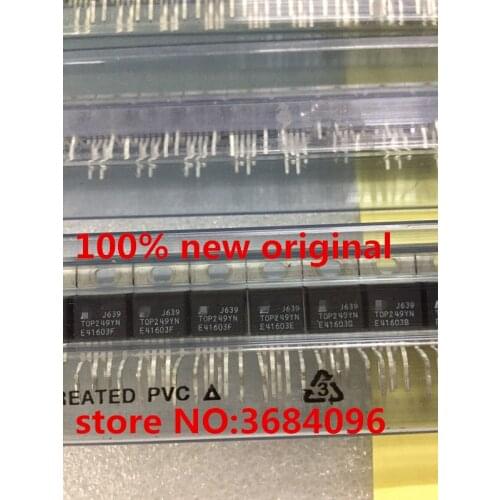 100% new original
J639
TOP249YN
E41603F
J639
TOP249YN
E41603F
J639
TOP249YN
E41603F
J639
TOP249YN
E41603E
J639
TOP249YN
E41603G
J639
TOP249YN
E41603B
REATED PVC
3
store NO:3684096